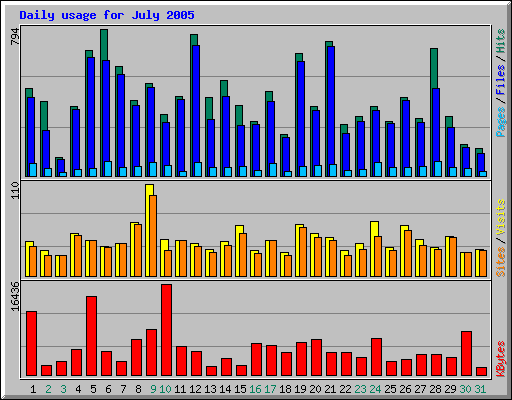 Daily usage for July 2005
794
Pages / Files / Hits
110
Sites / Visits
16436
KBytes
1 2 3 4 5 6 7 8 9 10 11 12 13 14 15 16 17 18 19 20 21 22 23 24 25 26 27 28 29 30 31